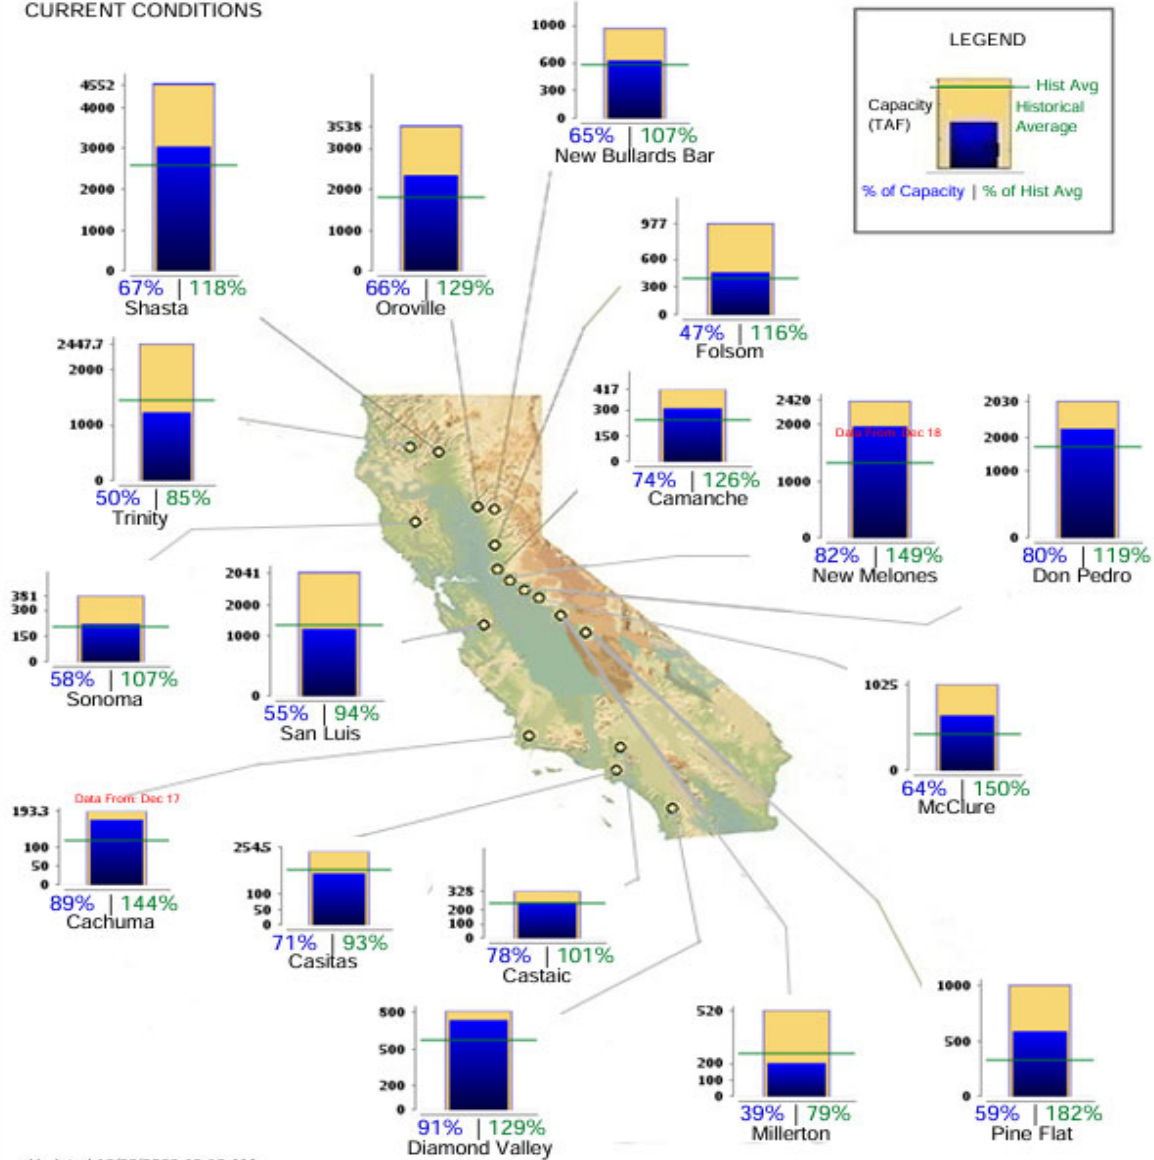 CURRENT CONDITIONS
4552
4000
3000
2000
1000
0
67% | 118%
Shasta
3538
3000
2000
1000
0
66% | 129%
Oroville
1000
600
300
0
65% | 107%
New Bullards Bar
LEGEND
Hist Avg
Capacity
(TAF)
Historical
Average
% of Capacity | % of Hist Avg
977
600
300
0
47% | 116%
Folsom
2447.7
2000
1000
0
50% | 85%
Trinity
417
300
150
0
74% | 126%
Camanche
2420
2000
Data From: Dec 18
1000
0
82% | 149%
New Melones
2030
2000
1000
0
80% | 119%
Don Pedro
381
300
150
0
58% | 107%
Sonoma
2041
2000
1000
0
55% | 94%
San Luis
1025
0
64% | 150%
McClure
Data From: Dec 17
193.3
100
50
0
89% | 144%
Cachuma
254.5
100
50
0
71% | 93%
Casitas
328
200
100
0
78% | 101%
Castaic
800
500
200
0
91% | 129%
Diamond Valley
520
200
100
0
39% | 79%
Millerton
1000
500
0
59% | 182%
Pine Flat